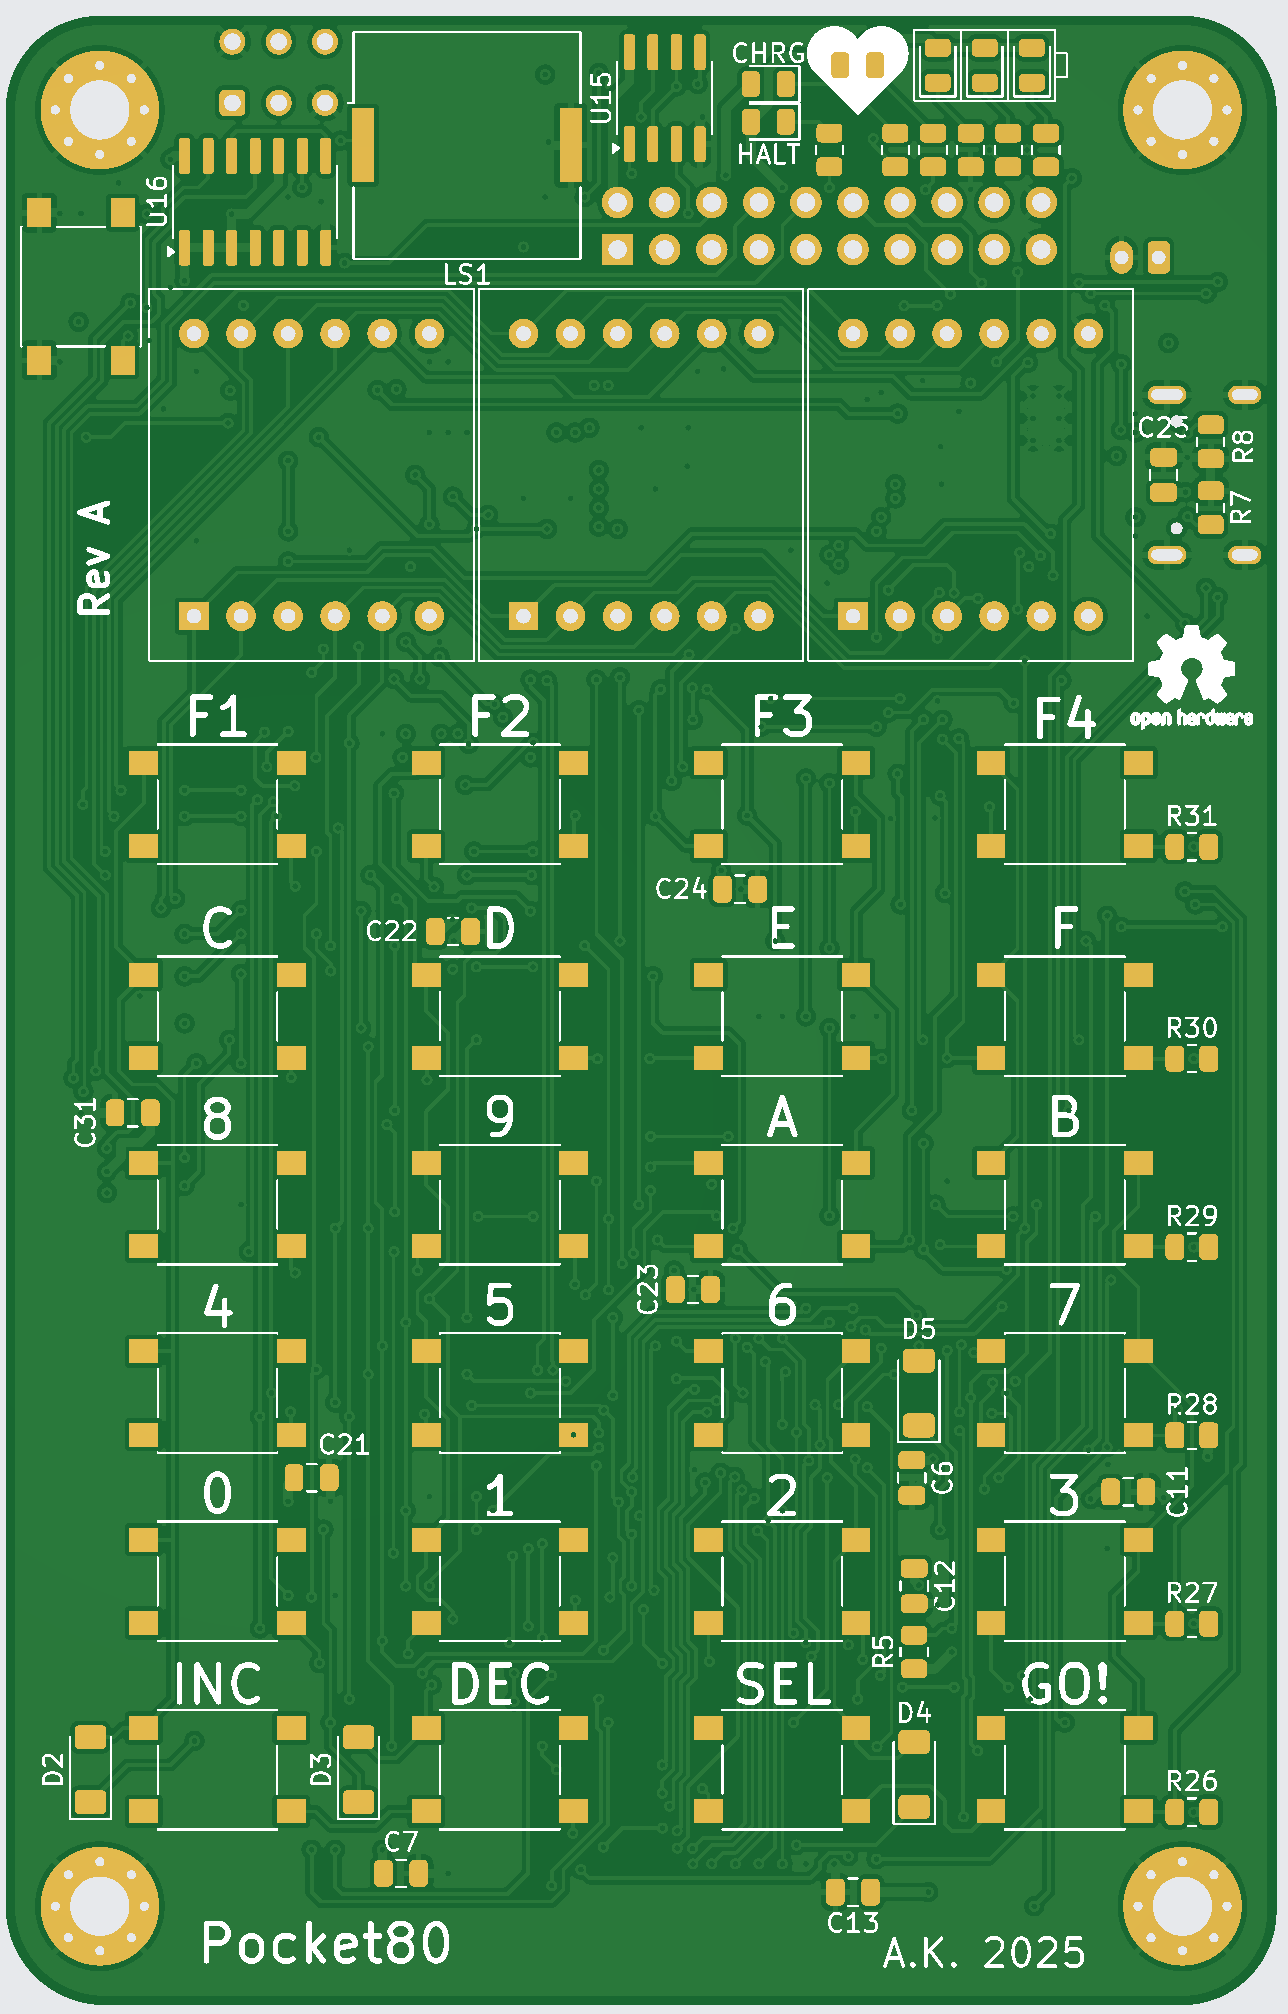 CHRG
U15
HALT
U16
LS1
C25
R8
R7
Rev A
open hardware
F1 F2 F3 F4
R31
C24
C D E F
C22
R30
C31
8 9 A B
R29
C23
4 5 6 7
D5
R28
C21
C6
C11
0 1 2 3
C12
R27
R5
INC DEC SEL GO!
D4
D2
D3
R26
C7
C13
Pocket80
A.K. 2025